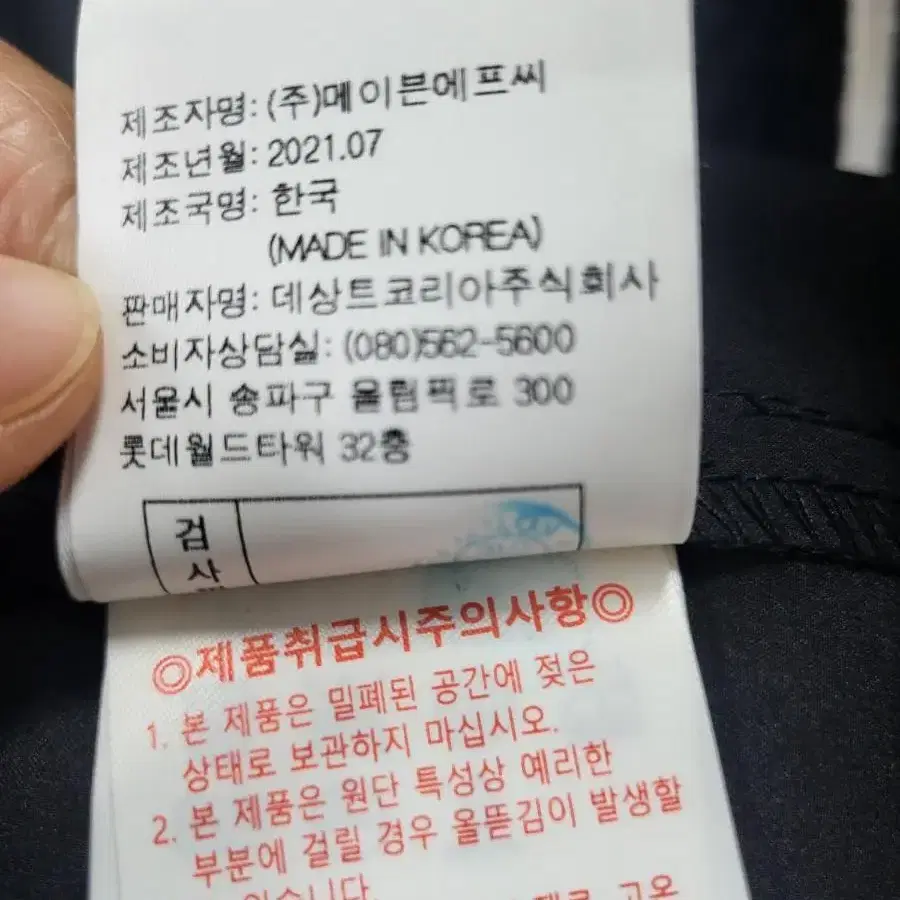 제조자명: (주)메이븐에프씨
제조년월: 2021.07
제조국명: 한국
(MADE IN KOREA)
판매자명: 데상트코리아주식회사
소비자상담실: (080)562-5600
서울시 송파구 올림픽로 300
롯데월드타워 32층
검
사
◎제품취급시주의사항◎
1. 본 제품은 밀폐된 공간에 젖은
상태로 보관하지 마십시오.
2. 본 제품은 원단 특성상 예리한
부분에 걸릴 경우 올뜯김이 발생할
있습니다.